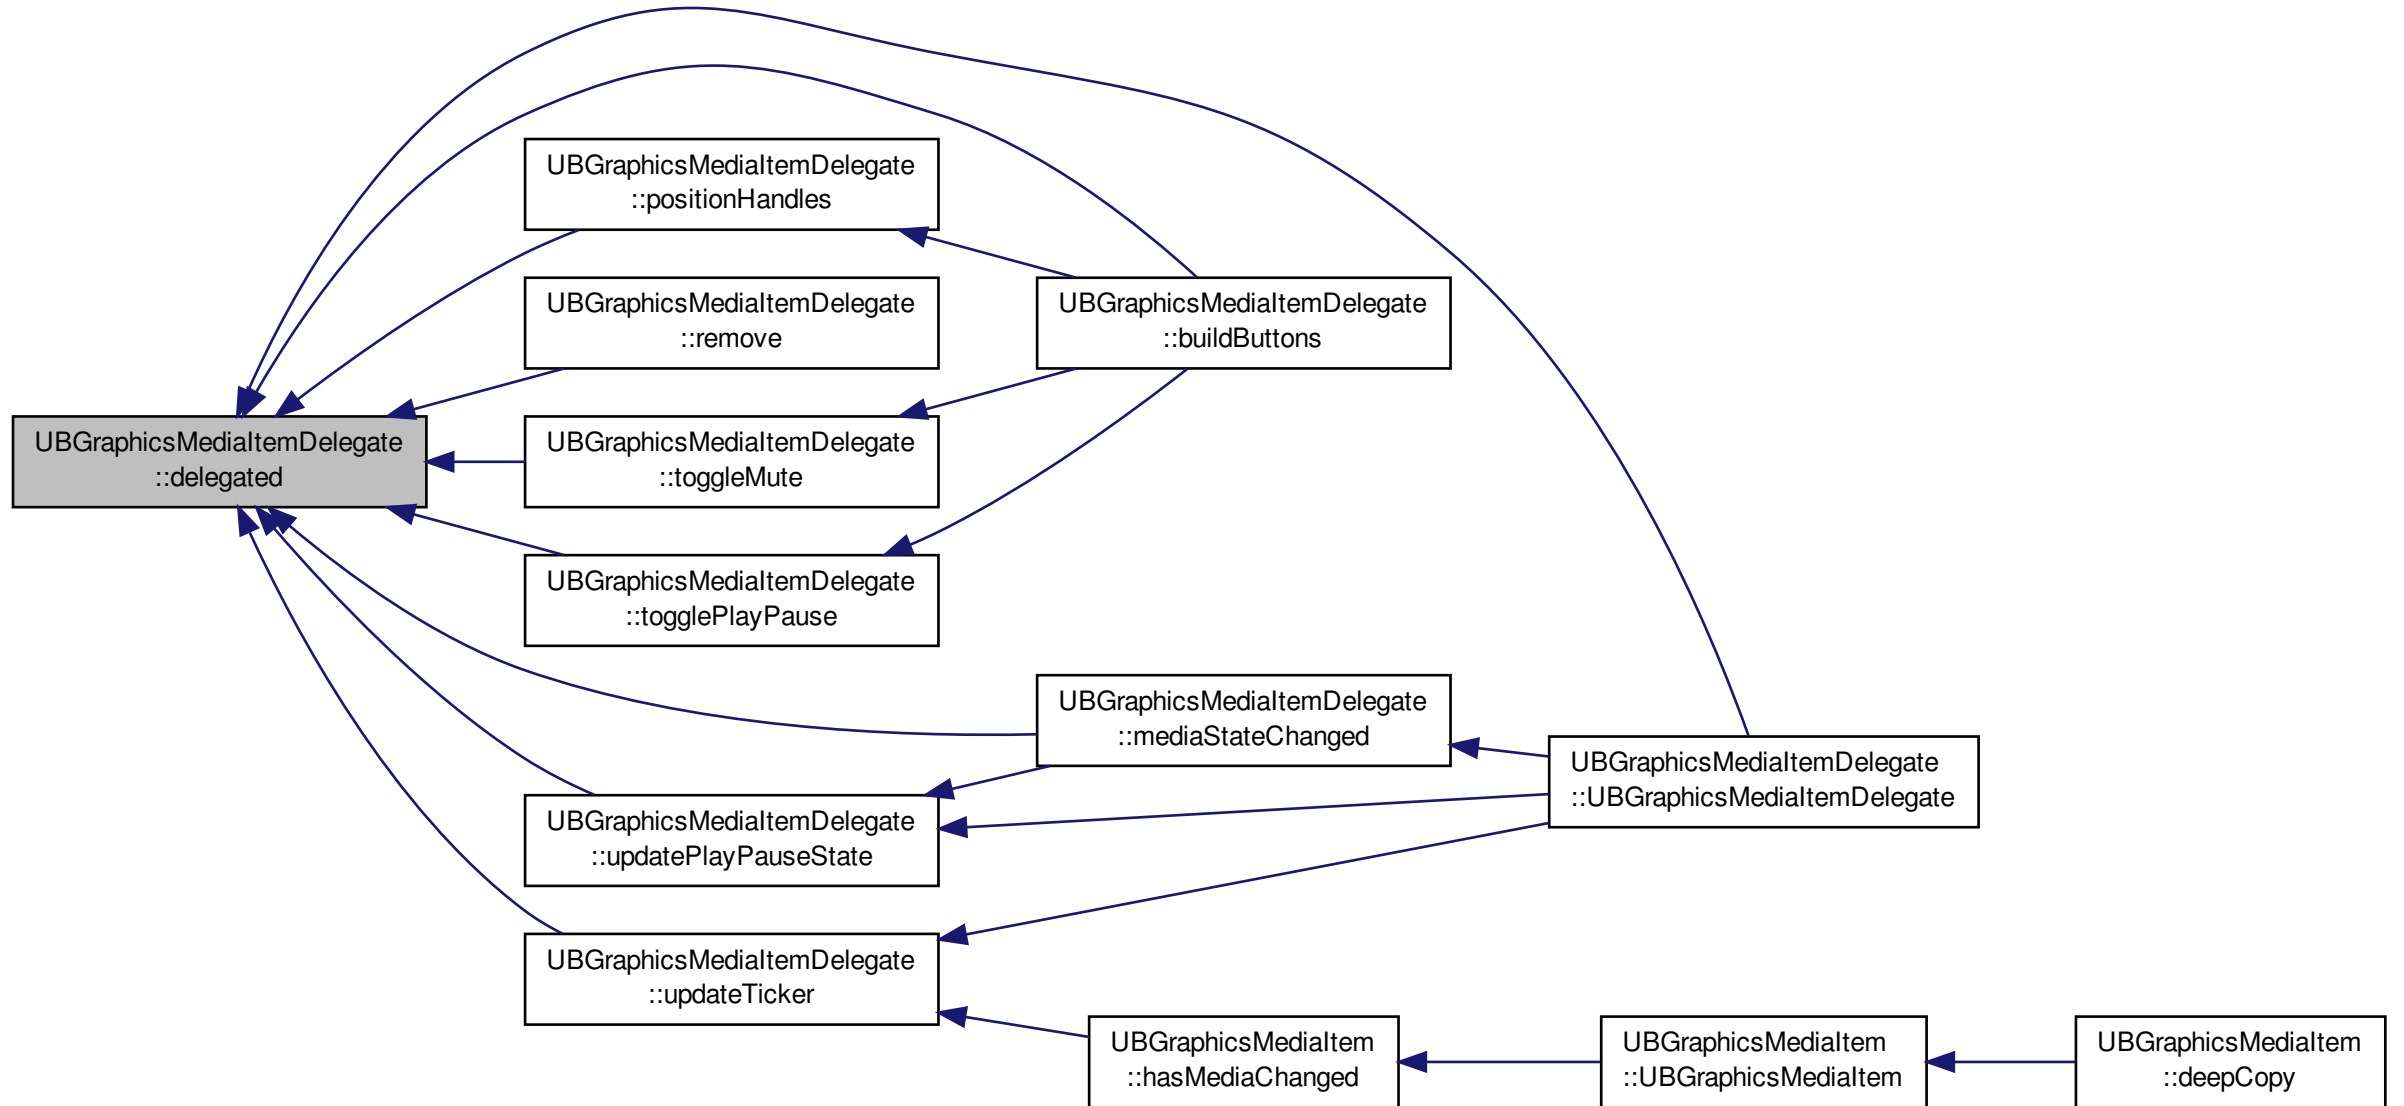 UBGraphicsMediaItemDelegate
::positionHandles
UBGraphicsMediaItemDelegate
::remove
UBGraphicsMediaItemDelegate
::buildButtons
UBGraphicsMediaItemDelegate
::delegated
UBGraphicsMediaItemDelegate
::toggleMute
UBGraphicsMediaItemDelegate
::togglePlayPause
UBGraphicsMediaItemDelegate
::mediaStateChanged
UBGraphicsMediaItemDelegate
::UBGraphicsMediaItemDelegate
UBGraphicsMediaItemDelegate
::updatePlayPauseState
UBGraphicsMediaItemDelegate
::updateTicker
UBGraphicsMediaItem
::hasMediaChanged
UBGraphicsMediaItem
::UBGraphicsMediaItem
UBGraphicsMediaItem
::deepCopy